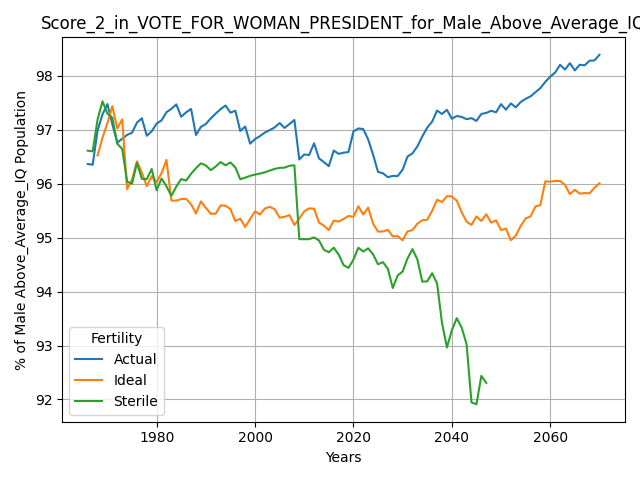 Score_2_in_VOTE_FOR_WOMAN_PRESIDENT_for_Male_Above_Average_IQ
% of Male Above_Average_IQ Population
98
97
96
95
94
93
92
Fertility
Actual
Ideal
Sterile
1980 2000 2020 2040 2060
Years